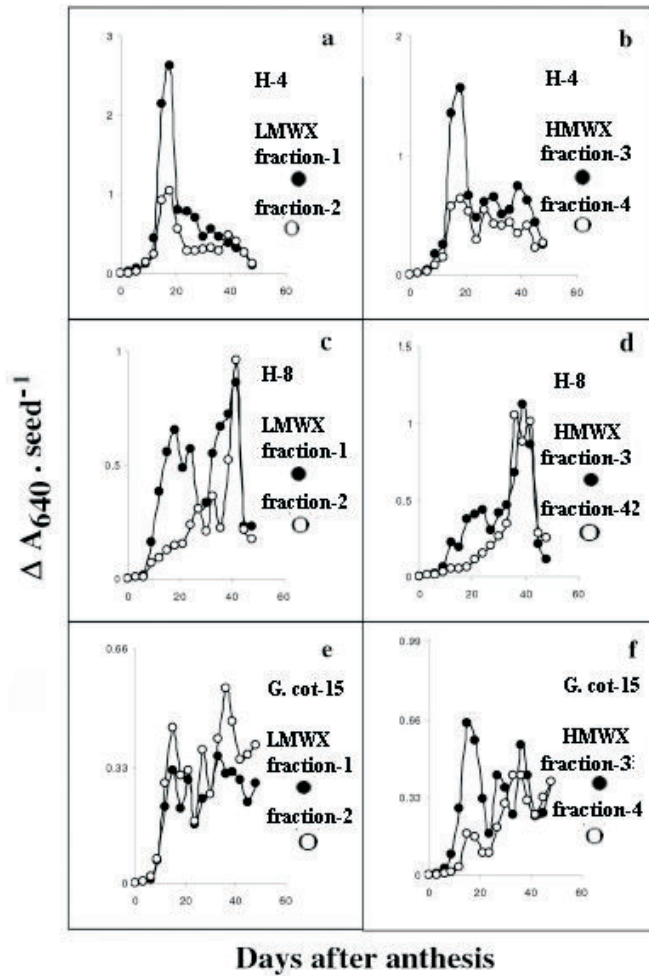 a
3
2
1
0
0 20 40 60
H-4
LMWX
fraction-1
fraction-2
b
2
1
0
0 20 40 60
H-4
HMWX
fraction-3
fraction-4
c
1
0.5
0
0 20 40 60
H-8
LMWX
fraction-1
fraction-2
d
1.5
1
0.5
0
0 20 40 60
H-8
HMWX
fraction-3
fraction-42
e
0.66
0.33
0
0 20 40 60
G. cot-15
LMWX
fraction-1
fraction-2
f
0.99
0.66
0.33
0
0 20 40 60
G. cot-15
HMWX
fraction-3:
fraction-4
Δ A640 · seed-1
Days after anthesis